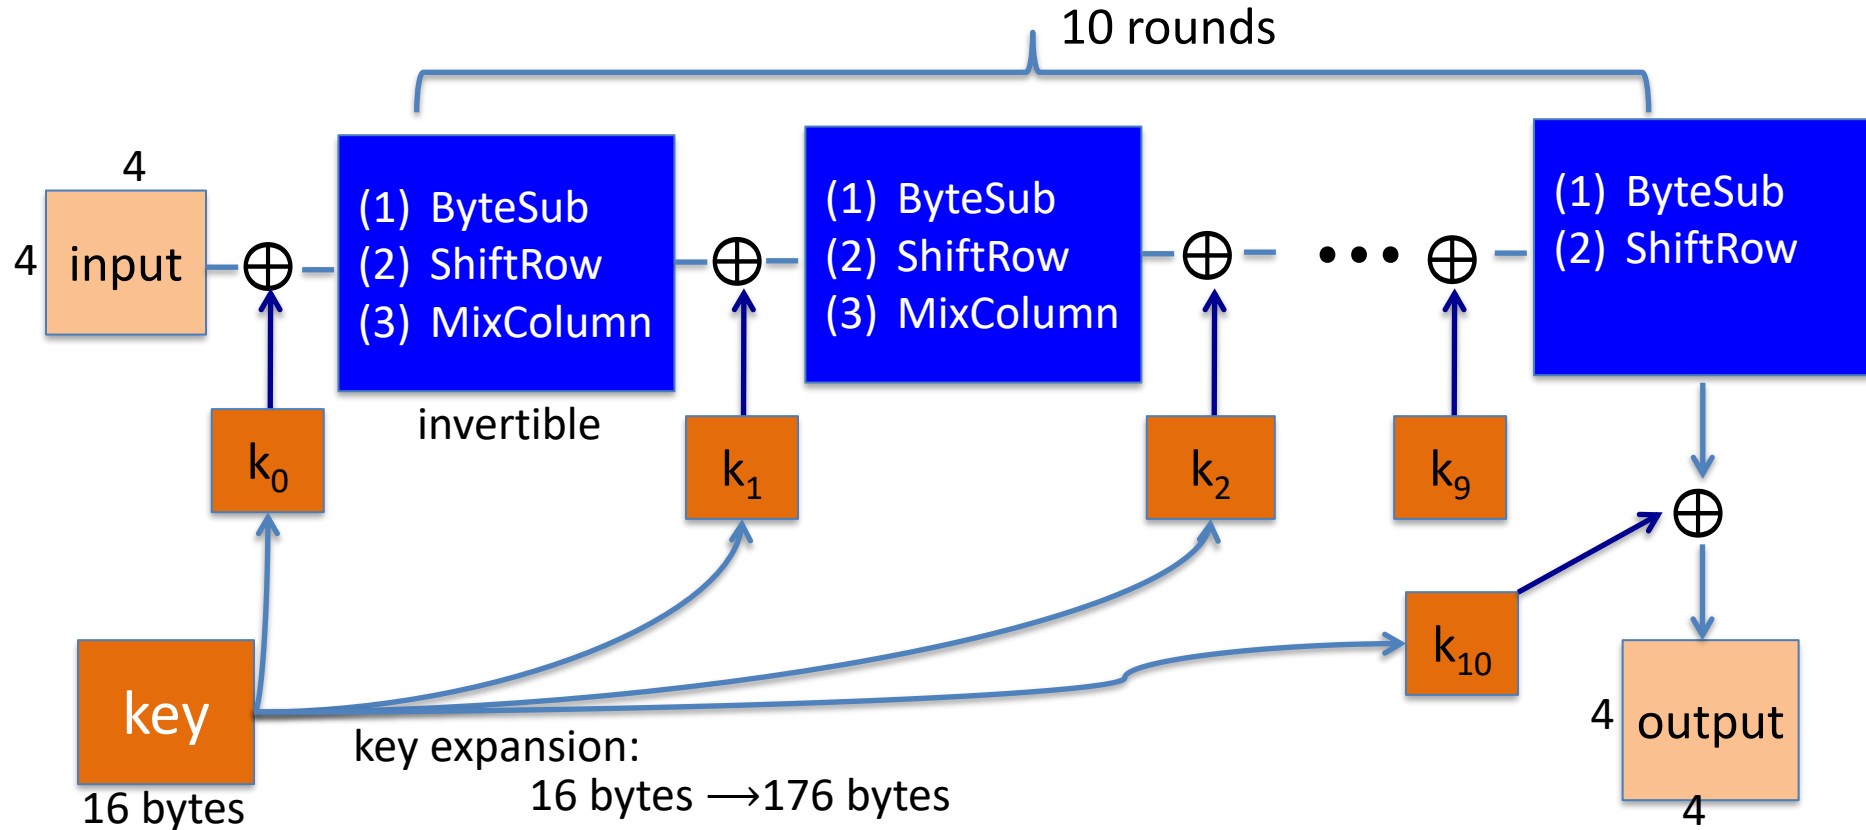 10 rounds
4
4
input
(1) ByteSub
(2) ShiftRow
(3) MixColumn
invertible
(1) ByteSub
(2) ShiftRow
(3) MixColumn
(1) ByteSub
(2) ShiftRow
k0
k1
k2
k9
k10
key
16 bytes
key expansion:
16 bytes ⟶176 bytes
4
output
4